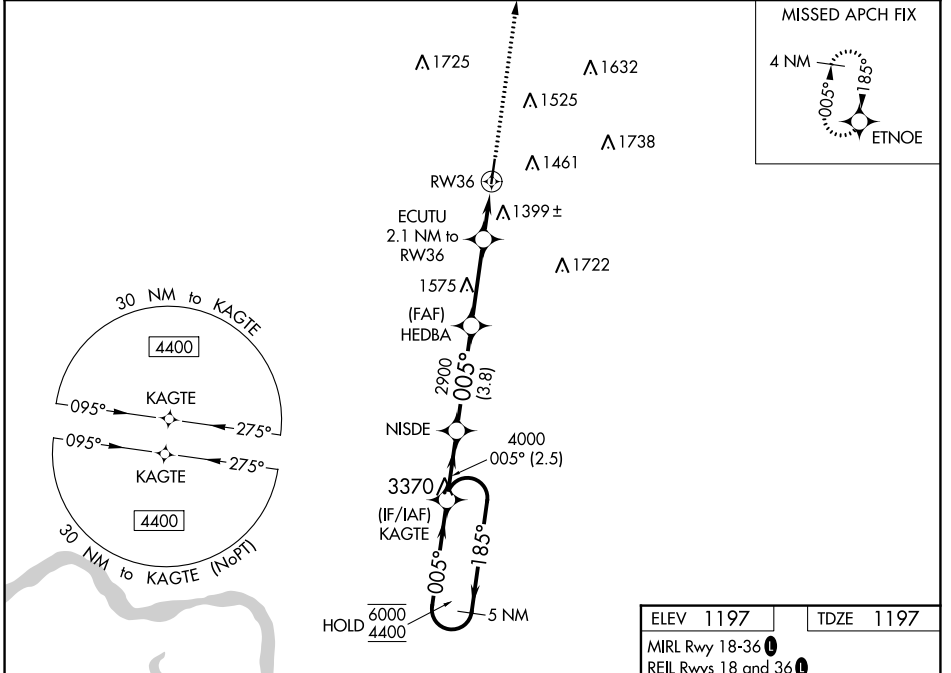 MISSED APCH FIX
4 NM
005°
185°
ETNOE
1725
1632
1525
1738
1461
RW36
1399 ±
ECUTU
2.1 NM to
RW36
1722
1575
(FAF)
HEDBA
2900
005°
(3.8)
NISDE
4000
005° (2.5)
3370
(IF/IAF)
KAGTE
005°
185°
HOLD
6000
4400
5 NM
30 NM to KAGTE
4400
KAGTE
095°
275°
095°
275°
KAGTE
4400
30 NM to KAGTE (NoPT)
ELEV 1197
TDZE 1197
MIRL Rwy 18-36 L
REIL Rwys 18 and 36 L